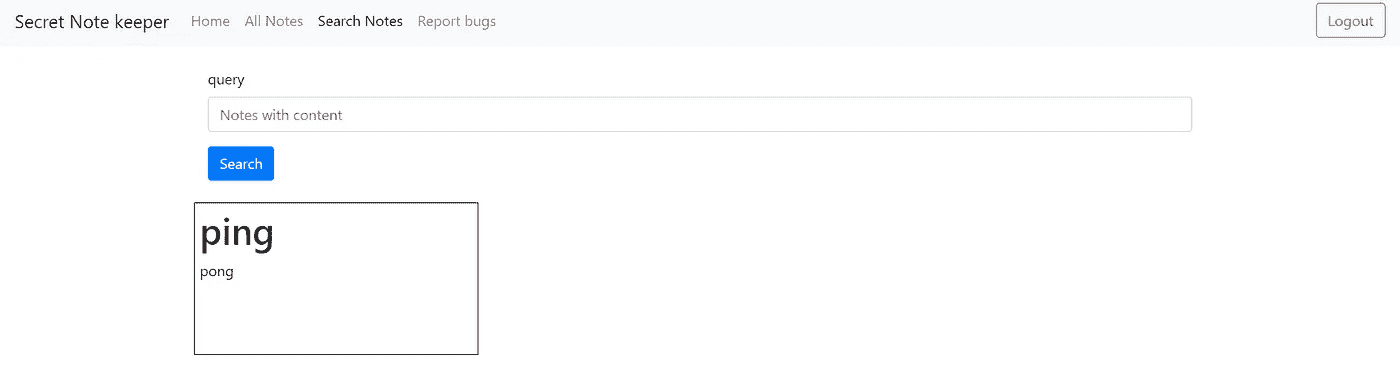 Secret Note keeper Home All Notes Search Notes Report bugs Logout
query
Notes with content
Search
ping
pong